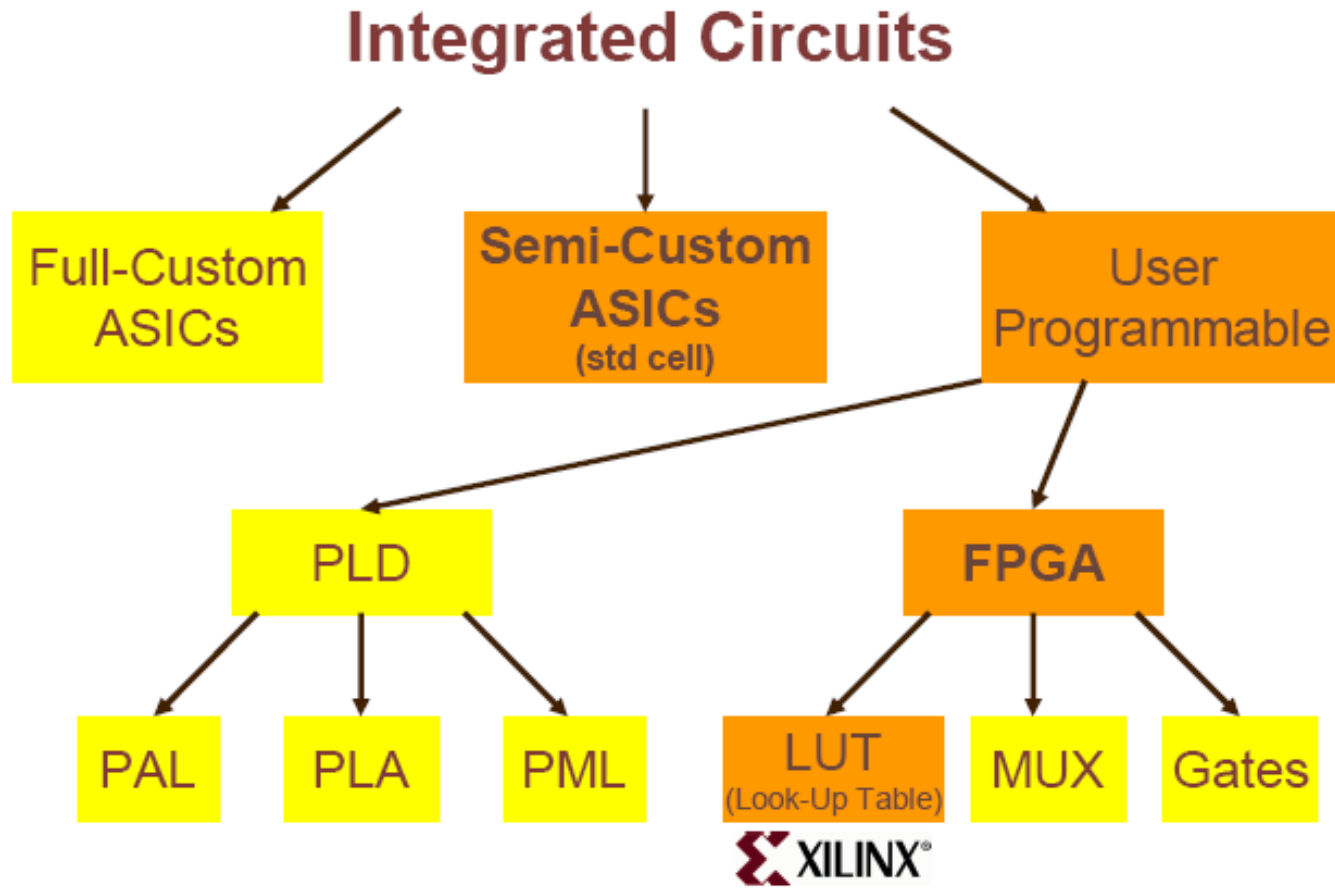 Integrated Circuits
Full-Custom
ASICs
Semi-Custom
ASICs
(std cell)
User
Programmable
PLD
FPGA
PAL
PLA
PML
LUT
(Look-Up Table)
MUX
Gates
XILINX®